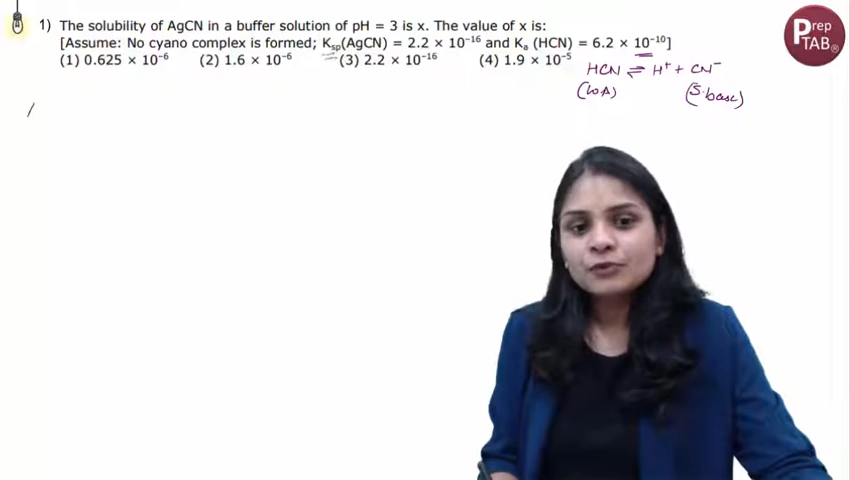 1) The solubility of AgCN in a buffer solution of pH = 3 is x. The value of x is:
[Assume: No cyano complex is formed; Kₛₚ(AgCN) = 2.2 × 10⁻¹⁶ and Kₐ (HCN) = 6.2 × 10⁻¹⁰]
(1) 0.625 × 10⁻⁶ (2) 1.6 × 10⁻⁶ (3) 2.2 × 10⁻¹⁶ (4) 1.9 × 10⁻⁵
HCN ⇌ H⁺ + CN⁻
(W.A) (S.base)
Prep
TAB®